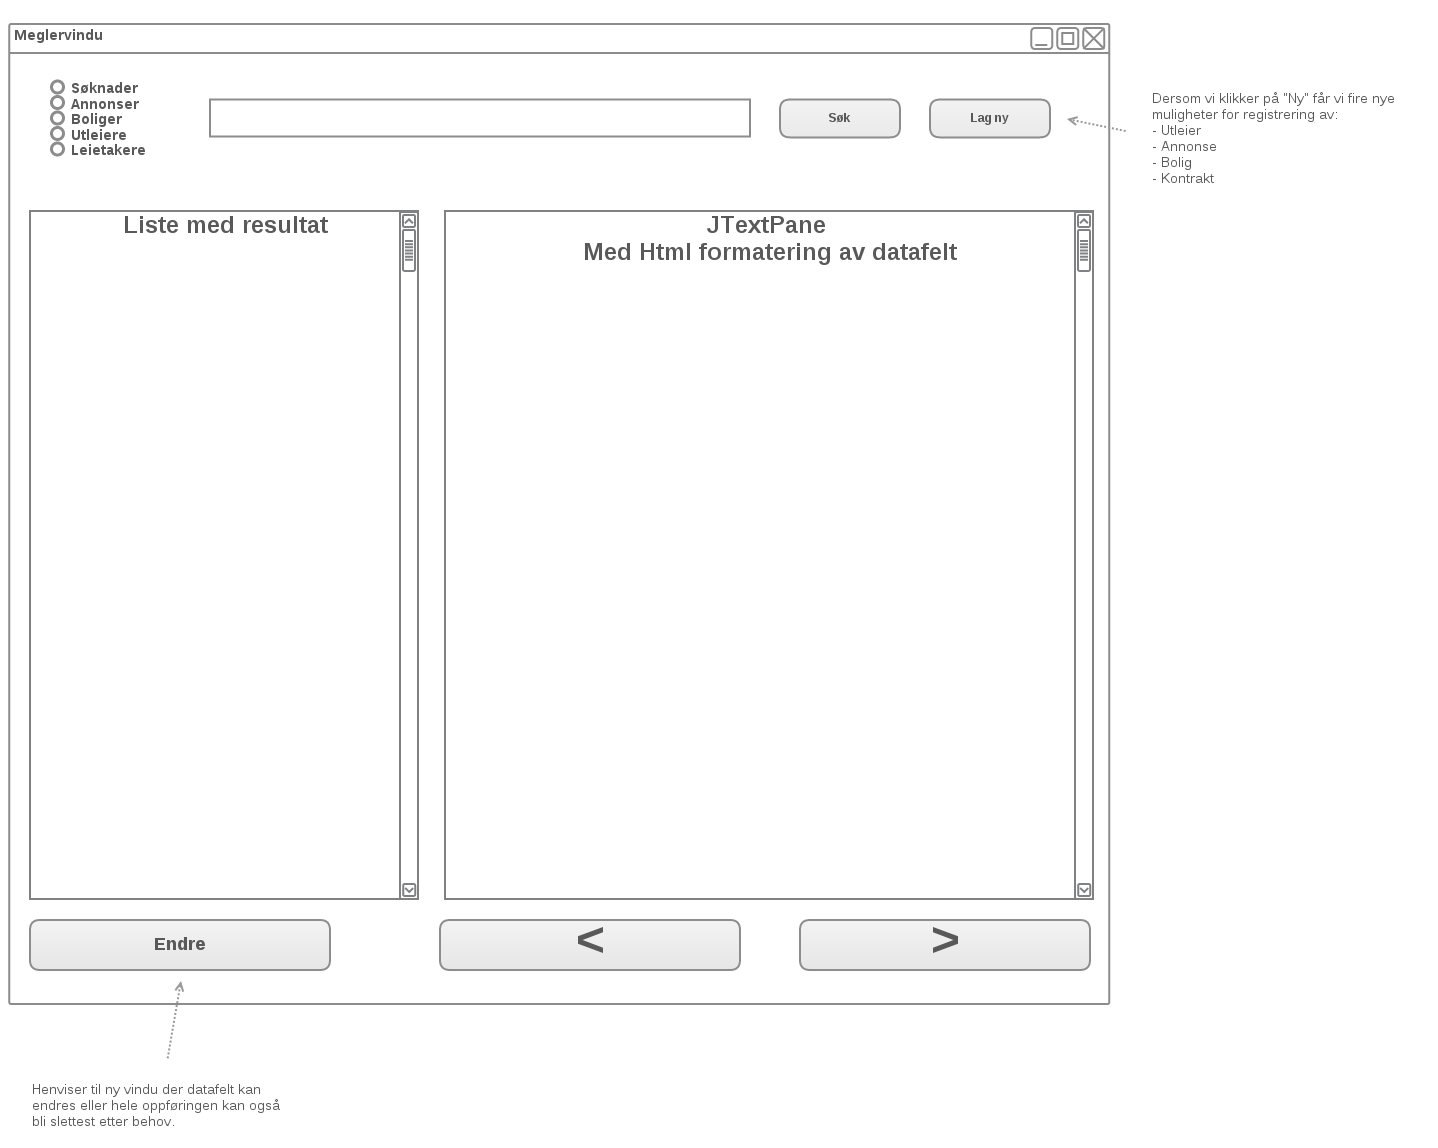 Meglervindu
Søknader
Annonser
Boliger
Utleiere
Leietakere
Søk
Lag ny
Dersom vi klikker på "Ny" får vi fire nye
muligheter for registrering av:
- Utleier
- Annonse
- Bolig
- Kontrakt
Liste med resultat
JTextPane
Med Html formatering av datafelt
Endre
<
>
Henviser til ny vindu der datafelt kan
endres eller hele oppføringen kan også
bli slettest etter behov.